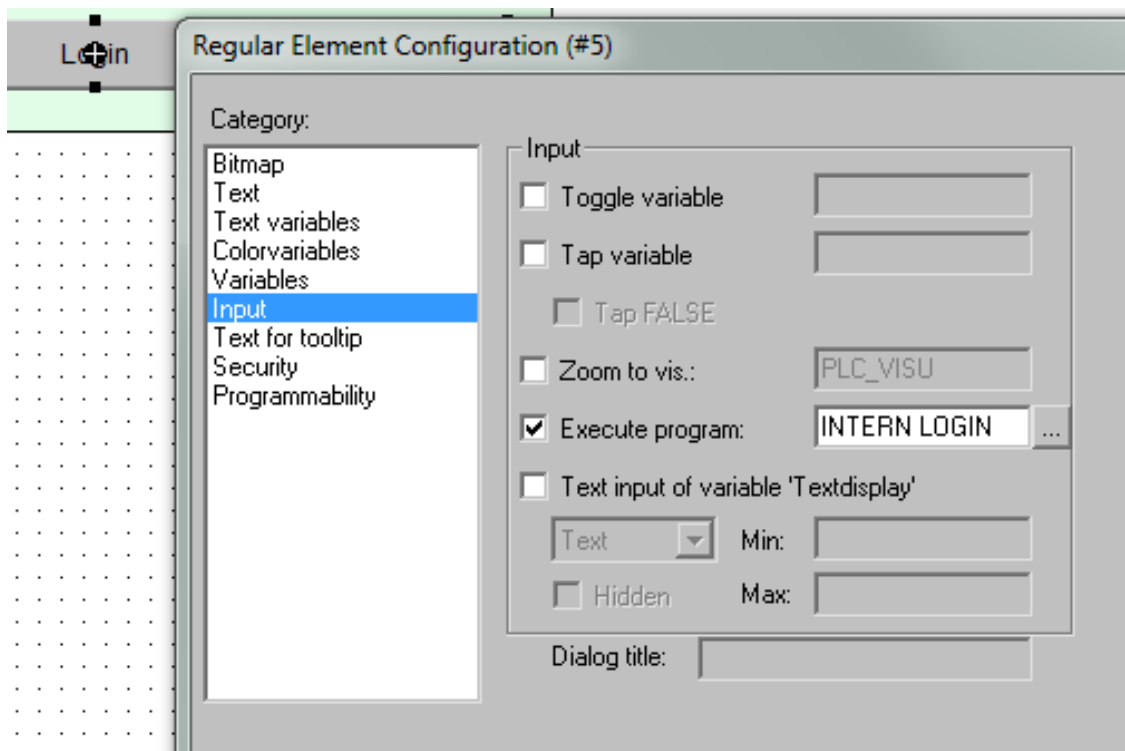 Login
Regular Element Configuration (#5)
Category:
Bitmap
Text
Text variables
Colorvariables
Variables
Input
Text for tooltip
Security
Programmability
Input
Toggle variable
Tap variable
Tap FALSE
Zoom to vis.: PLC_VISU
Execute program: INTERN LOGIN ...
Text input of variable 'Textdisplay'
Text Min:
Hidden Max:
Dialog title: